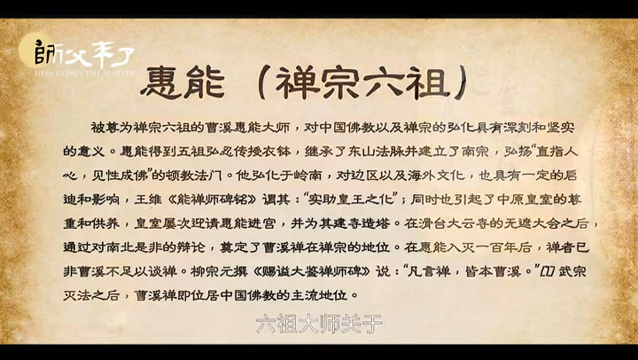 師父来了
HERE COMES THE MASTER
惠能（禅宗六祖）
被尊为禅宗六祖的曹溪惠能大师，对中国佛教以及禅宗的弘化具有深刻和坚实
的意义。惠能得到五祖弘忍传授衣钵，继承了东山法脉并建立了南宗，弘扬“直指人
心，见性成佛”的顿教法门。他弘化于岭南，对边区以及海外文化，也具有一定的启
迪和影响，王维《能禅师碑铭》谓其：“实助皇王之化”；同时也引起了中原皇室的尊
重和供养，皇室屡次迎请惠能进宫，并为其建寺造塔。在滑台大云寺的无遮大会之后，
通过对南北是非的辩论，奠定了曹溪禅在禅宗的地位。在惠能入灭一百年后，禅者已
非曹溪不足以谈禅。柳宗元撰《赐谥大鉴禅师碑》说：“凡言禅，皆本曹溪。”[1] 武宗
灭法之后，曹溪禅即位居中国佛教的主流地位。
六祖大师关于